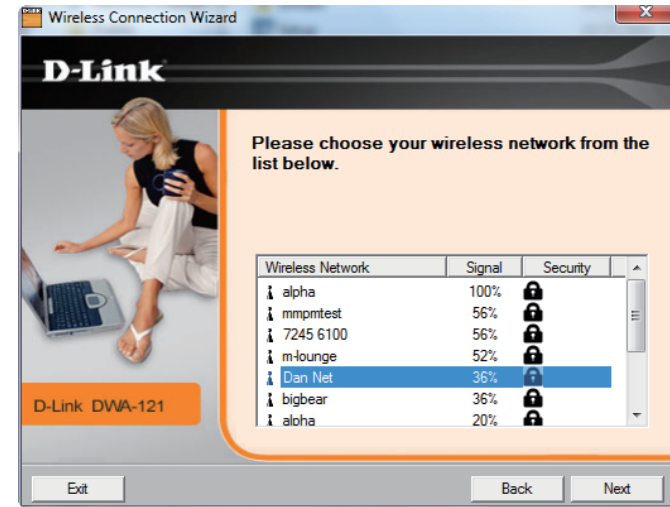 Wireless Connection Wizard
D-Link
Please choose your wireless network from the
list below.
Wireless Network Signal Security
alpha 100%
mmpmtest 56%
7245 6100 56%
m-lounge 52%
Dan Net 36%
bigbear 36%
alpha 20%
D-Link DWA-121
Exit Back Next